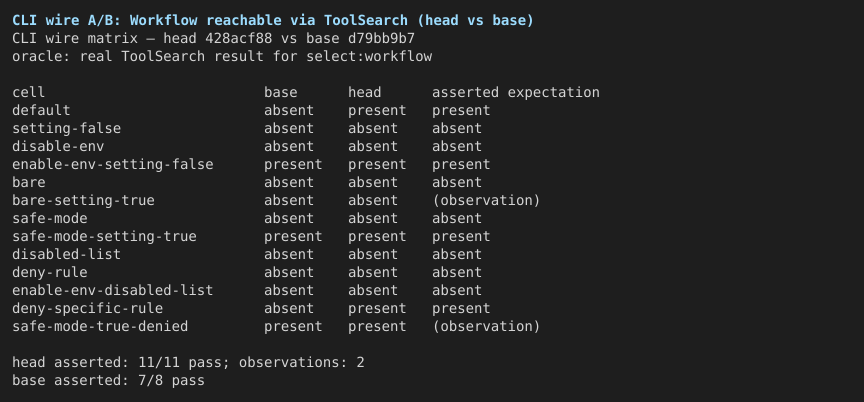 CLI wire A/B: Workflow reachable via ToolSearch (head vs base)
CLI wire matrix — head 428acf88 vs base d79bb9b7
oracle: real ToolSearch result for select:workflow
cell base head asserted expectation
default absent present present
setting-false absent absent absent
disable-env absent absent absent
enable-env-setting-false present present present
bare absent absent absent
bare-setting-true absent absent (observation)
safe-mode absent absent absent
safe-mode-setting-true present present present
disabled-list absent absent absent
deny-rule absent absent absent
enable-env-disabled-list absent absent absent
deny-specific-rule absent present present
safe-mode-true-denied present present (observation)
head asserted: 11/11 pass; observations: 2
base asserted: 7/8 pass